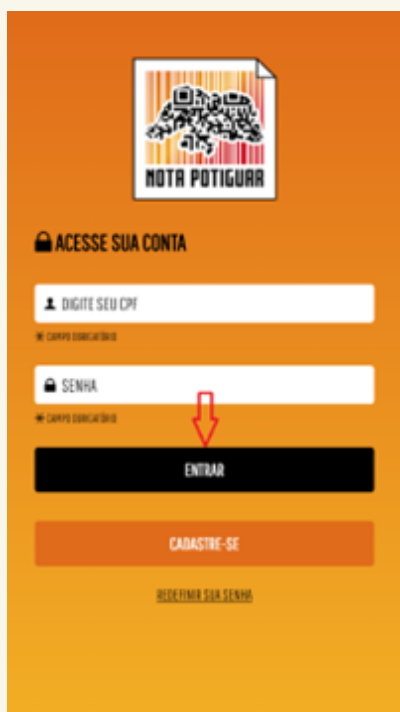 NOTA POTIGUAR
ACESSE SUA CONTA
DIGITE SEU CPF
* CAMPO OBRIGATÓRIO
SENHA
* CAMPO OBRIGATÓRIO
ENTRAR
CADASTRE-SE
REDEFINIR SUA SENHA